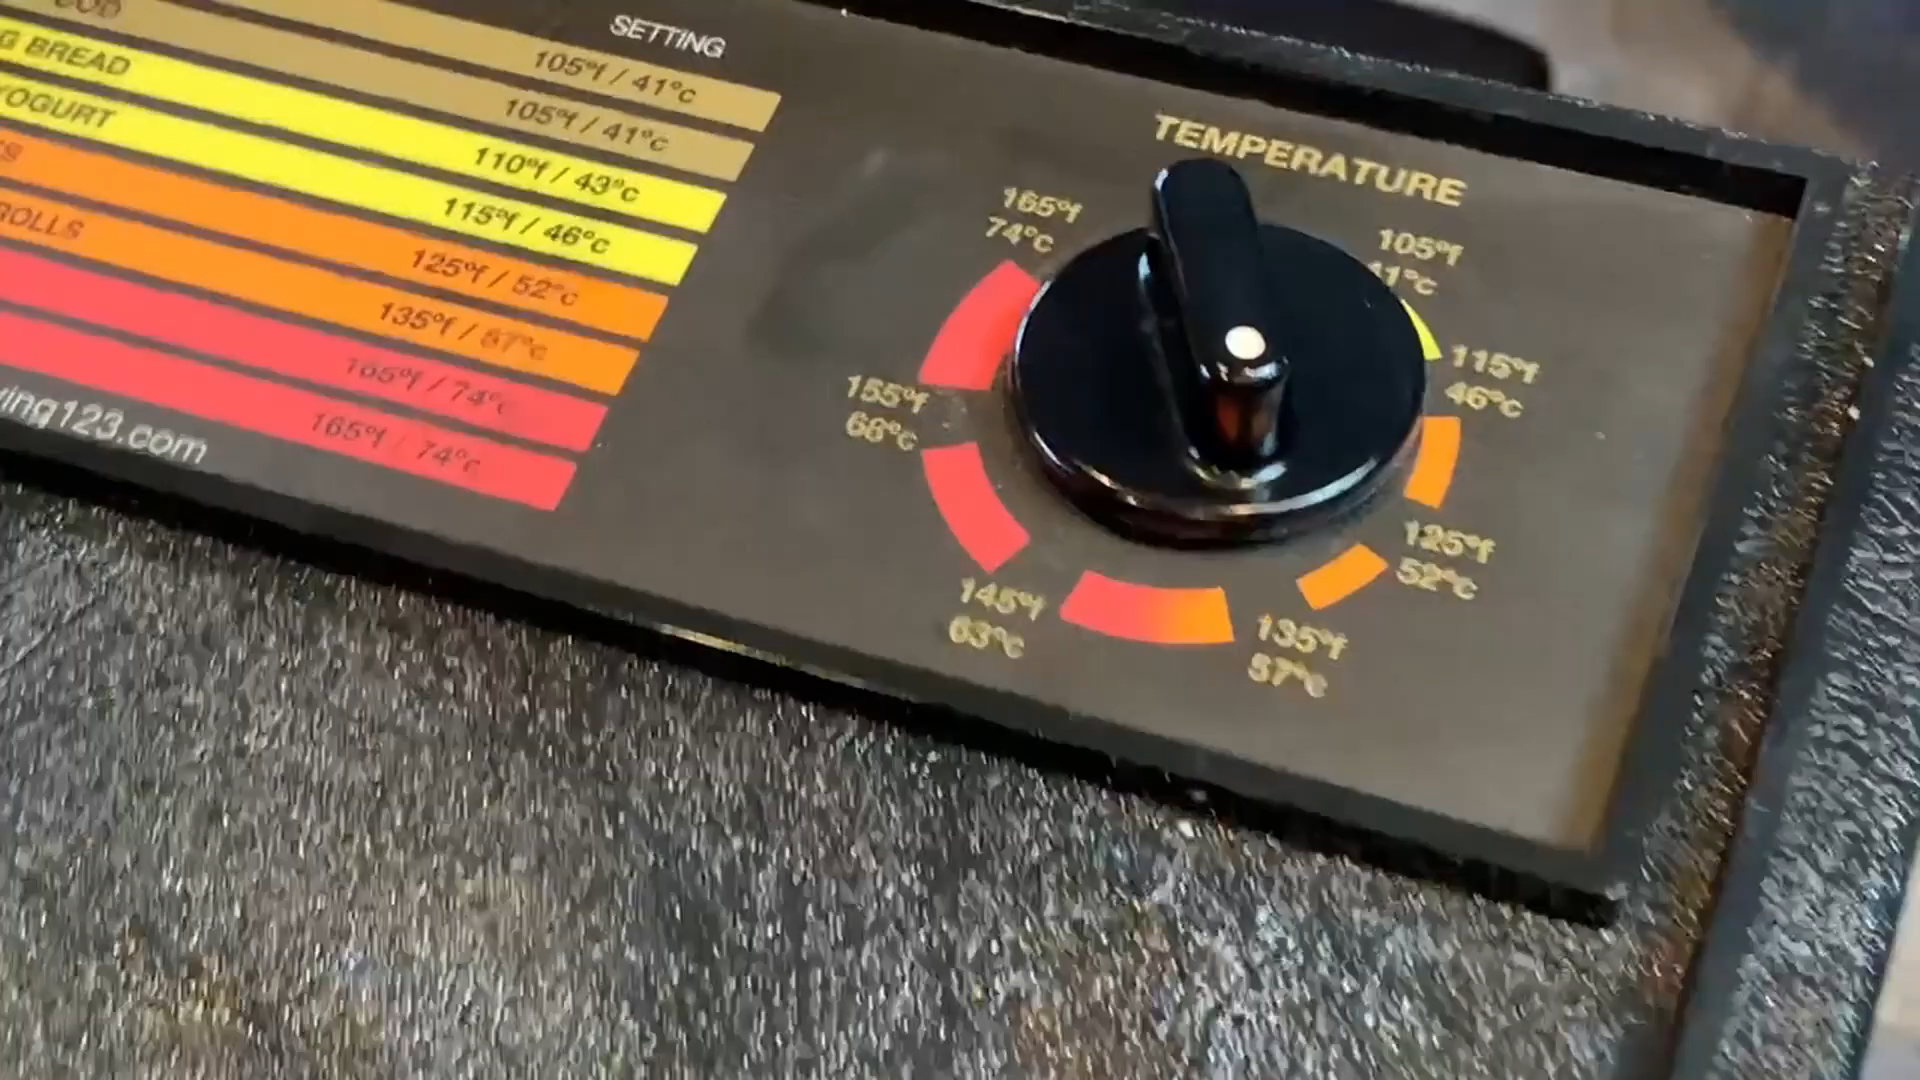 SETTING
105°f / 41°c
105°f / 41°c
G BREAD 110°f / 43°c
YOGURT 115°f / 46°c
125°f / 52°c
ROLLS 135°f / 57°c
165°f / 74°c
165°f / 74°c
ing123.com
TEMPERATURE
165°f
74°c
105°f
41°c
115°f
46°c
155°f
68°c
125°f
52°c
145°f
63°c
135°f
57°c